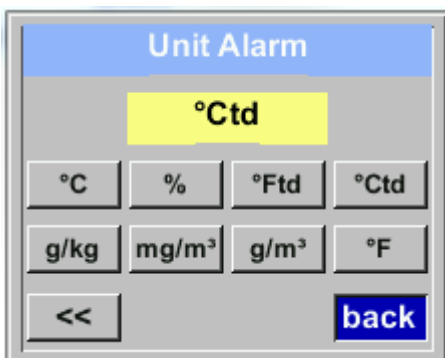 Unit Alarm
°Ctd
°C % °Ftd °Ctd
g/kg mg/m³ g/m³ °F
<< back